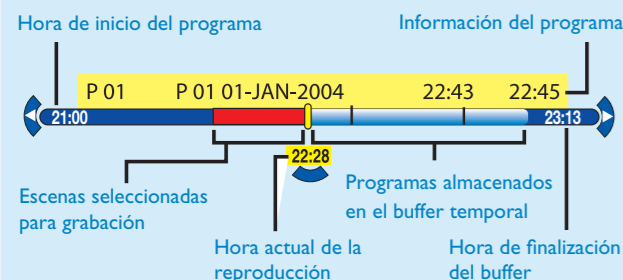 Hora de inicio del programa
Información del programa
P 01 P 01 01-JAN-2004 22:43 22:45
21:00 23:13
22:28
Escenas seleccionadas
para grabación
Programas almacenados
en el buffer temporal
Hora actual de la
reproducción
Hora de finalización
del buffer